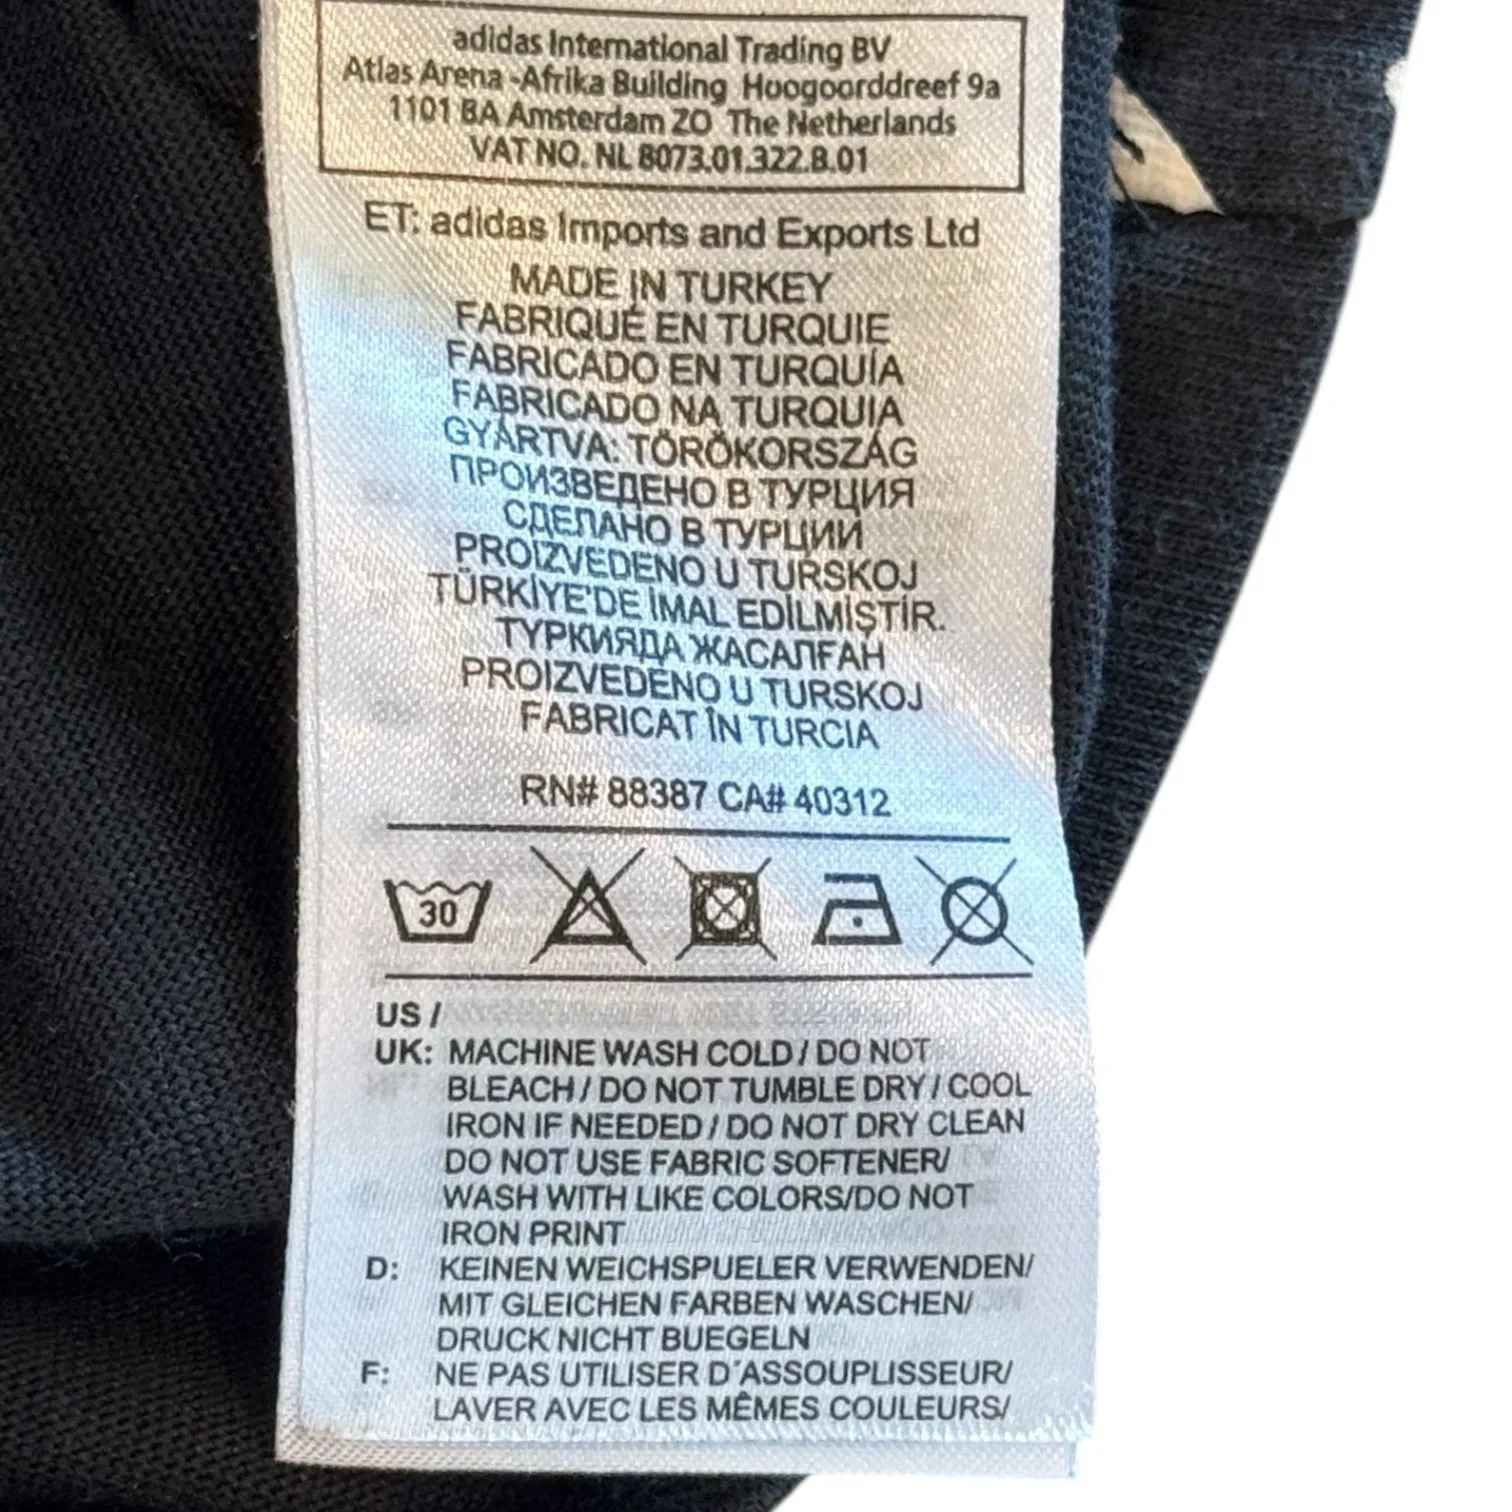 adidas International Trading BV
Atlas Arena -Afrika Building Hoogoorddreef 9a
1101 BA Amsterdam ZO The Netherlands
VAT NO. NL 8073.01.322.B.01
ET: adidas Imports and Exports Ltd
MADE IN TURKEY
FABRIQUÉ EN TURQUIE
FABRICADO EN TURQUÍA
FABRICADO NA TURQUIA
GYÁRTVA: TÖRÖKORSZÁG
ПРОИЗВЕДЕНО В ТУРЦИЯ
СДЕЛАНО В ТУРЦИИ
PROIZVEDENO U TURSKOJ
TÜRKİYE'DE İMAL EDİLMİŞTİR.
ТУРКИЯДА ЖАСАЛҒАН
PROIZVEDENO U TURSKOJ
FABRICAT ÎN TURCIA
RN# 88387 CA# 40312
30
US /
UK: MACHINE WASH COLD / DO NOT
BLEACH / DO NOT TUMBLE DRY / COOL
IRON IF NEEDED / DO NOT DRY CLEAN
DO NOT USE FABRIC SOFTENER/
WASH WITH LIKE COLORS/DO NOT
IRON PRINT
D: KEINEN WEICHSPUELER VERWENDEN/
MIT GLEICHEN FARBEN WASCHEN/
DRUCK NICHT BUEGELN
F: NE PAS UTILISER D´ASSOUPLISSEUR/
LAVER AVEC LES MÊMES COULEURS/